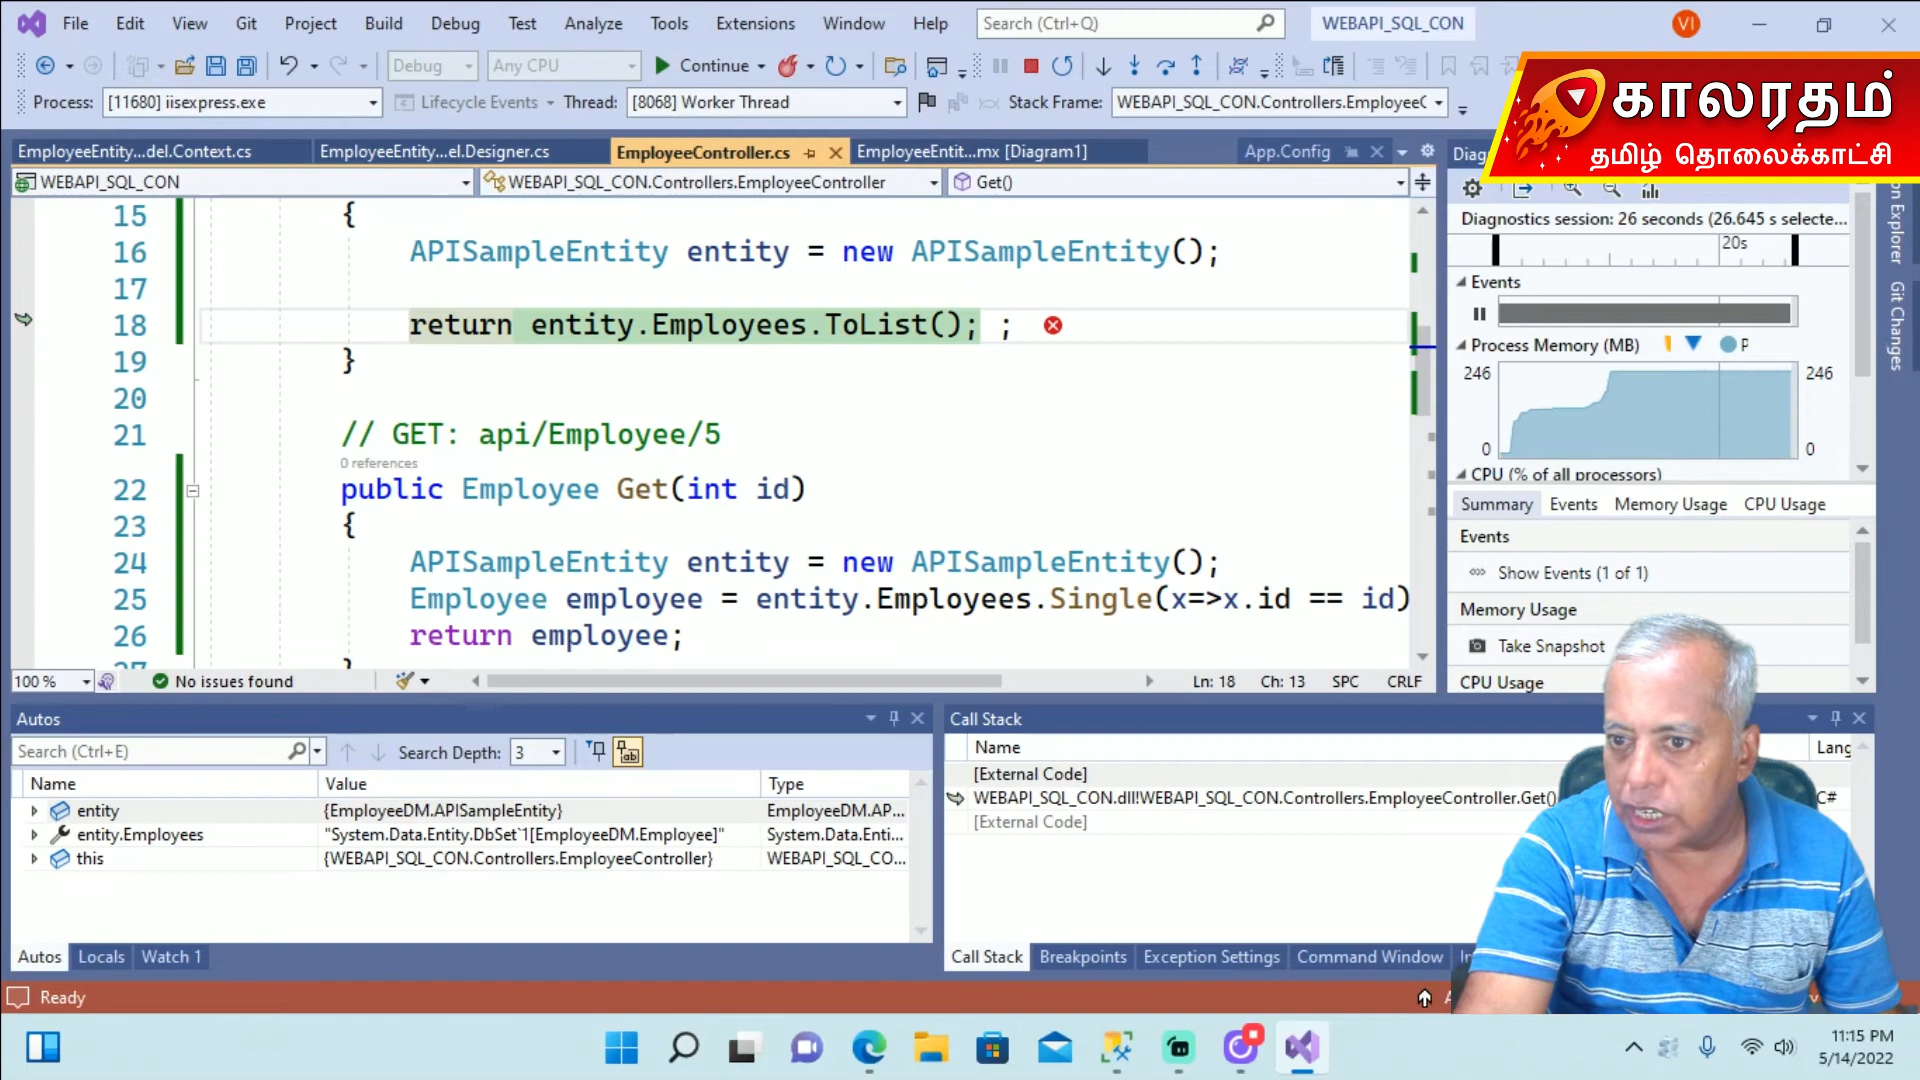 File Edit View Git Project Build Debug Test Analyze Tools Extensions Window Help Search (Ctrl+Q) WEBAPI_SQL_CON VI
Debug Any CPU Continue
Process: [11680] iisexpress.exe Lifecycle Events Thread: [8068] Worker Thread Stack Frame: WEBAPI_SQL_CON.Controllers.EmployeeC
காலரதம்
தமிழ் தொலைக்காட்சி
EmployeeEntity...del.Context.cs EmployeeEntity...el.Designer.cs EmployeeController.cs EmployeeEntit...mx [Diagram1] App.Config
WEBAPI_SQL_CON WEBAPI_SQL_CON.Controllers.EmployeeController Get()
15 {
16 APISampleEntity entity = new APISampleEntity();
17
18 return entity.Employees.ToList(); ;
19 }
20
21 // GET: api/Employee/5
0 references
22 public Employee Get(int id)
23 {
24 APISampleEntity entity = new APISampleEntity();
25 Employee employee = entity.Employees.Single(x=>x.id == id)
26 return employee;
100 % No issues found Ln: 18 Ch: 13 SPC CRLF
Diag
Diagnostics session: 26 seconds (26.645 s selecte...
20s
Events
Process Memory (MB) P
246 246
0 0
CPU (% of all processors)
Summary Events Memory Usage CPU Usage
Events
Show Events (1 of 1)
Memory Usage
Take Snapshot
CPU Usage
on Explorer
Git Changes
Autos
Search (Ctrl+E) Search Depth: 3
Name Value Type
entity {EmployeeDM.APISampleEntity} EmployeeDM.AP...
entity.Employees "System.Data.Entity.DbSet`1[EmployeeDM.Employee]" System.Data.Enti...
this {WEBAPI_SQL_CON.Controllers.EmployeeController} WEBAPI_SQL_CO...
Autos Locals Watch 1
Call Stack
Name Lang
[External Code]
WEBAPI_SQL_CON.dll!WEBAPI_SQL_CON.Controllers.EmployeeController.Get() C#
[External Code]
Call Stack Breakpoints Exception Settings Command Window
Ready
11:15 PM
5/14/2022